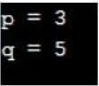 p = 3
q = 5